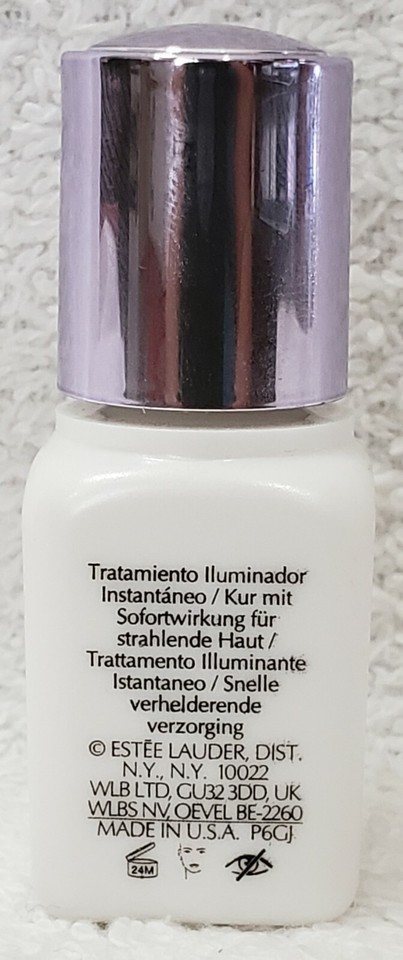 Tratamiento Iluminador
Instantáneo / Kur mit
Sofortwirkung für
strahlende Haut /
Trattamento Illuminante
Istantaneo / Snelle
verhelderende
verzorging
© ESTĒE LAUDER, DIST.
N.Y., N.Y. 10022
WLB LTD, GU32 3DD, UK
WLBS NV, OEVEL BE-2260
MADE IN U.S.A. P6GJ
24M